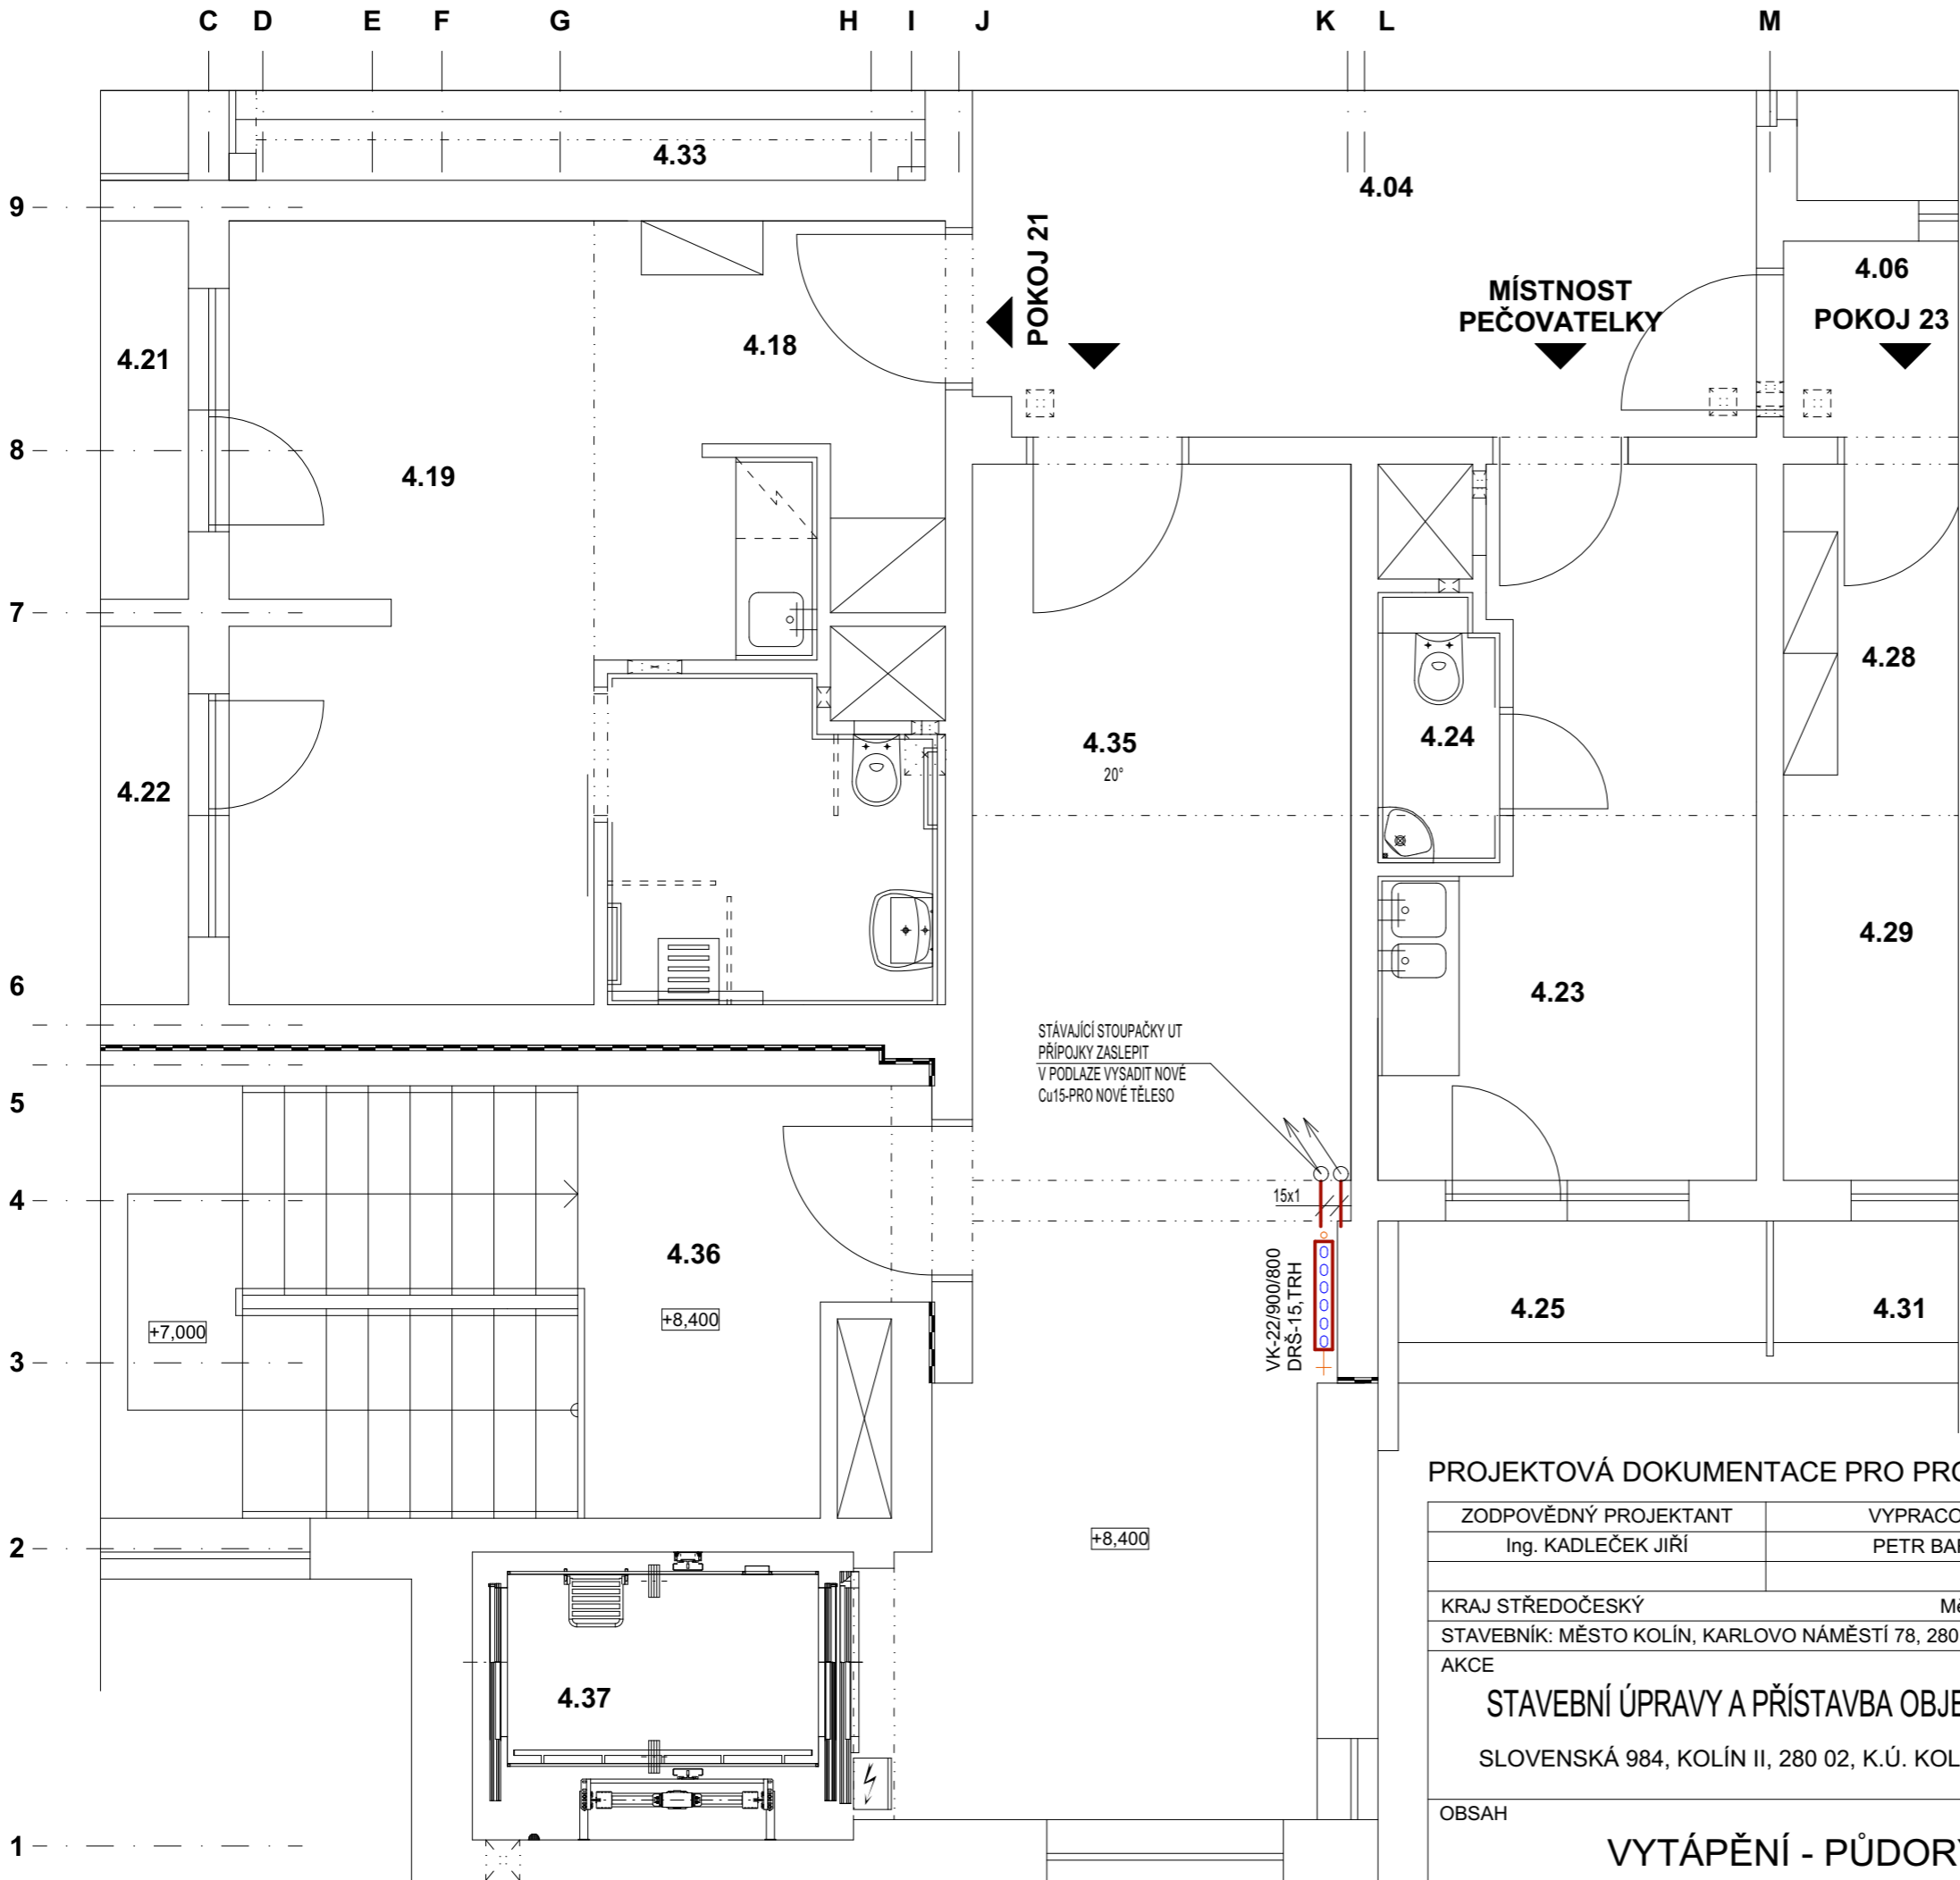 C D E F G H I J K L M
4.33
4.04
9
POKOJ 21
4.06
MÍSTNOST
PEČOVATELKY
POKOJ 23
4.18
4.21
8
4.19
7
4.28
4.24
4.35
20°
4.22
4.29
6
4.23
STÁVAJÍCÍ STOUPAČKY UT
PŘÍPOJKY ZASLEPIT
V PODLAZE VYSADIT NOVÉ
Cu15-PRO NOVÉ TĚLESO
5
4
15x1
4.36
VK-22/900/800
DRŠ-15,TRH
4.25
4.31
+7,000
+8,400
3
PROJEKTOVÁ DOKUMENTACE PRO PRO
ZODPOVĚDNÝ PROJEKTANT VYPRACO
2
+8,400
Ing. KADLEČEK JIŘÍ PETR BA
KRAJ STŘEDOČESKÝ Mě
STAVEBNÍK: MĚSTO KOLÍN, KARLOVO NÁMĚSTÍ 78, 280
AKCE
4.37
STAVEBNÍ ÚPRAVY A PŘÍSTAVBA OBJE
SLOVENSKÁ 984, KOLÍN II, 280 02, K.Ú. KOL
OBSAH
1
VYTÁPĚNÍ - PŮDORY